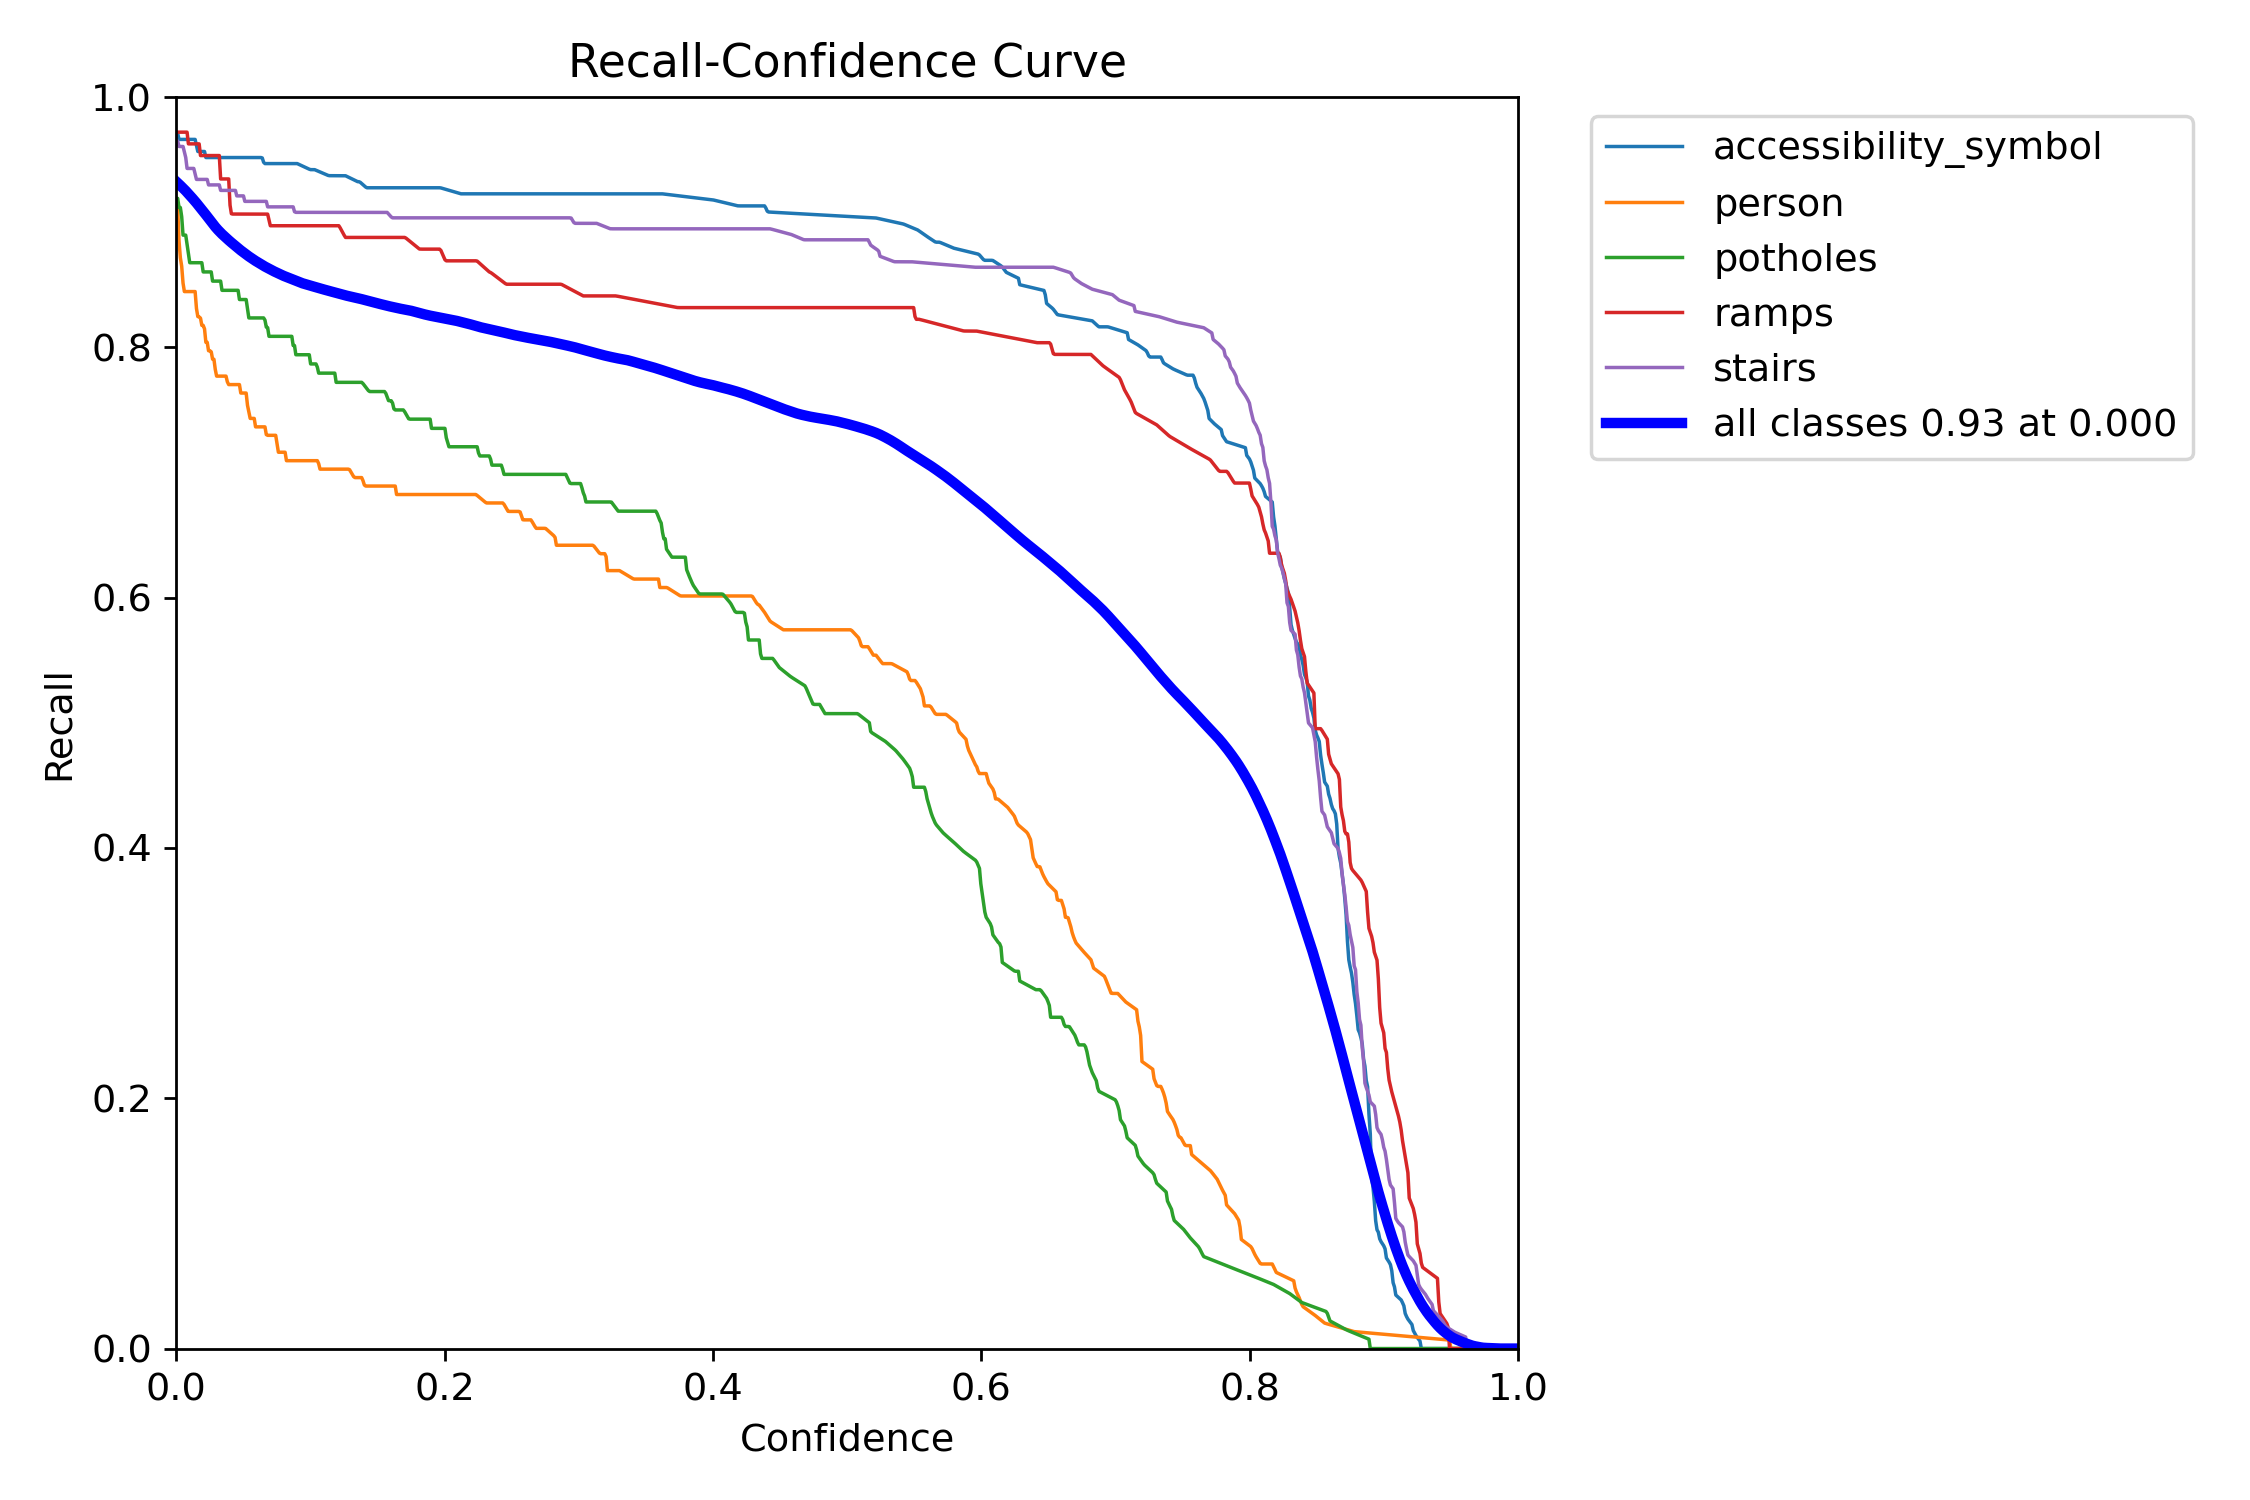 Recall-Confidence Curve
1.0
0.8
0.6
0.4
0.2
0.0
Recall
0.0 0.2 0.4 0.6 0.8 1.0
Confidence
accessibility_symbol
person
potholes
ramps
stairs
all classes 0.93 at 0.000